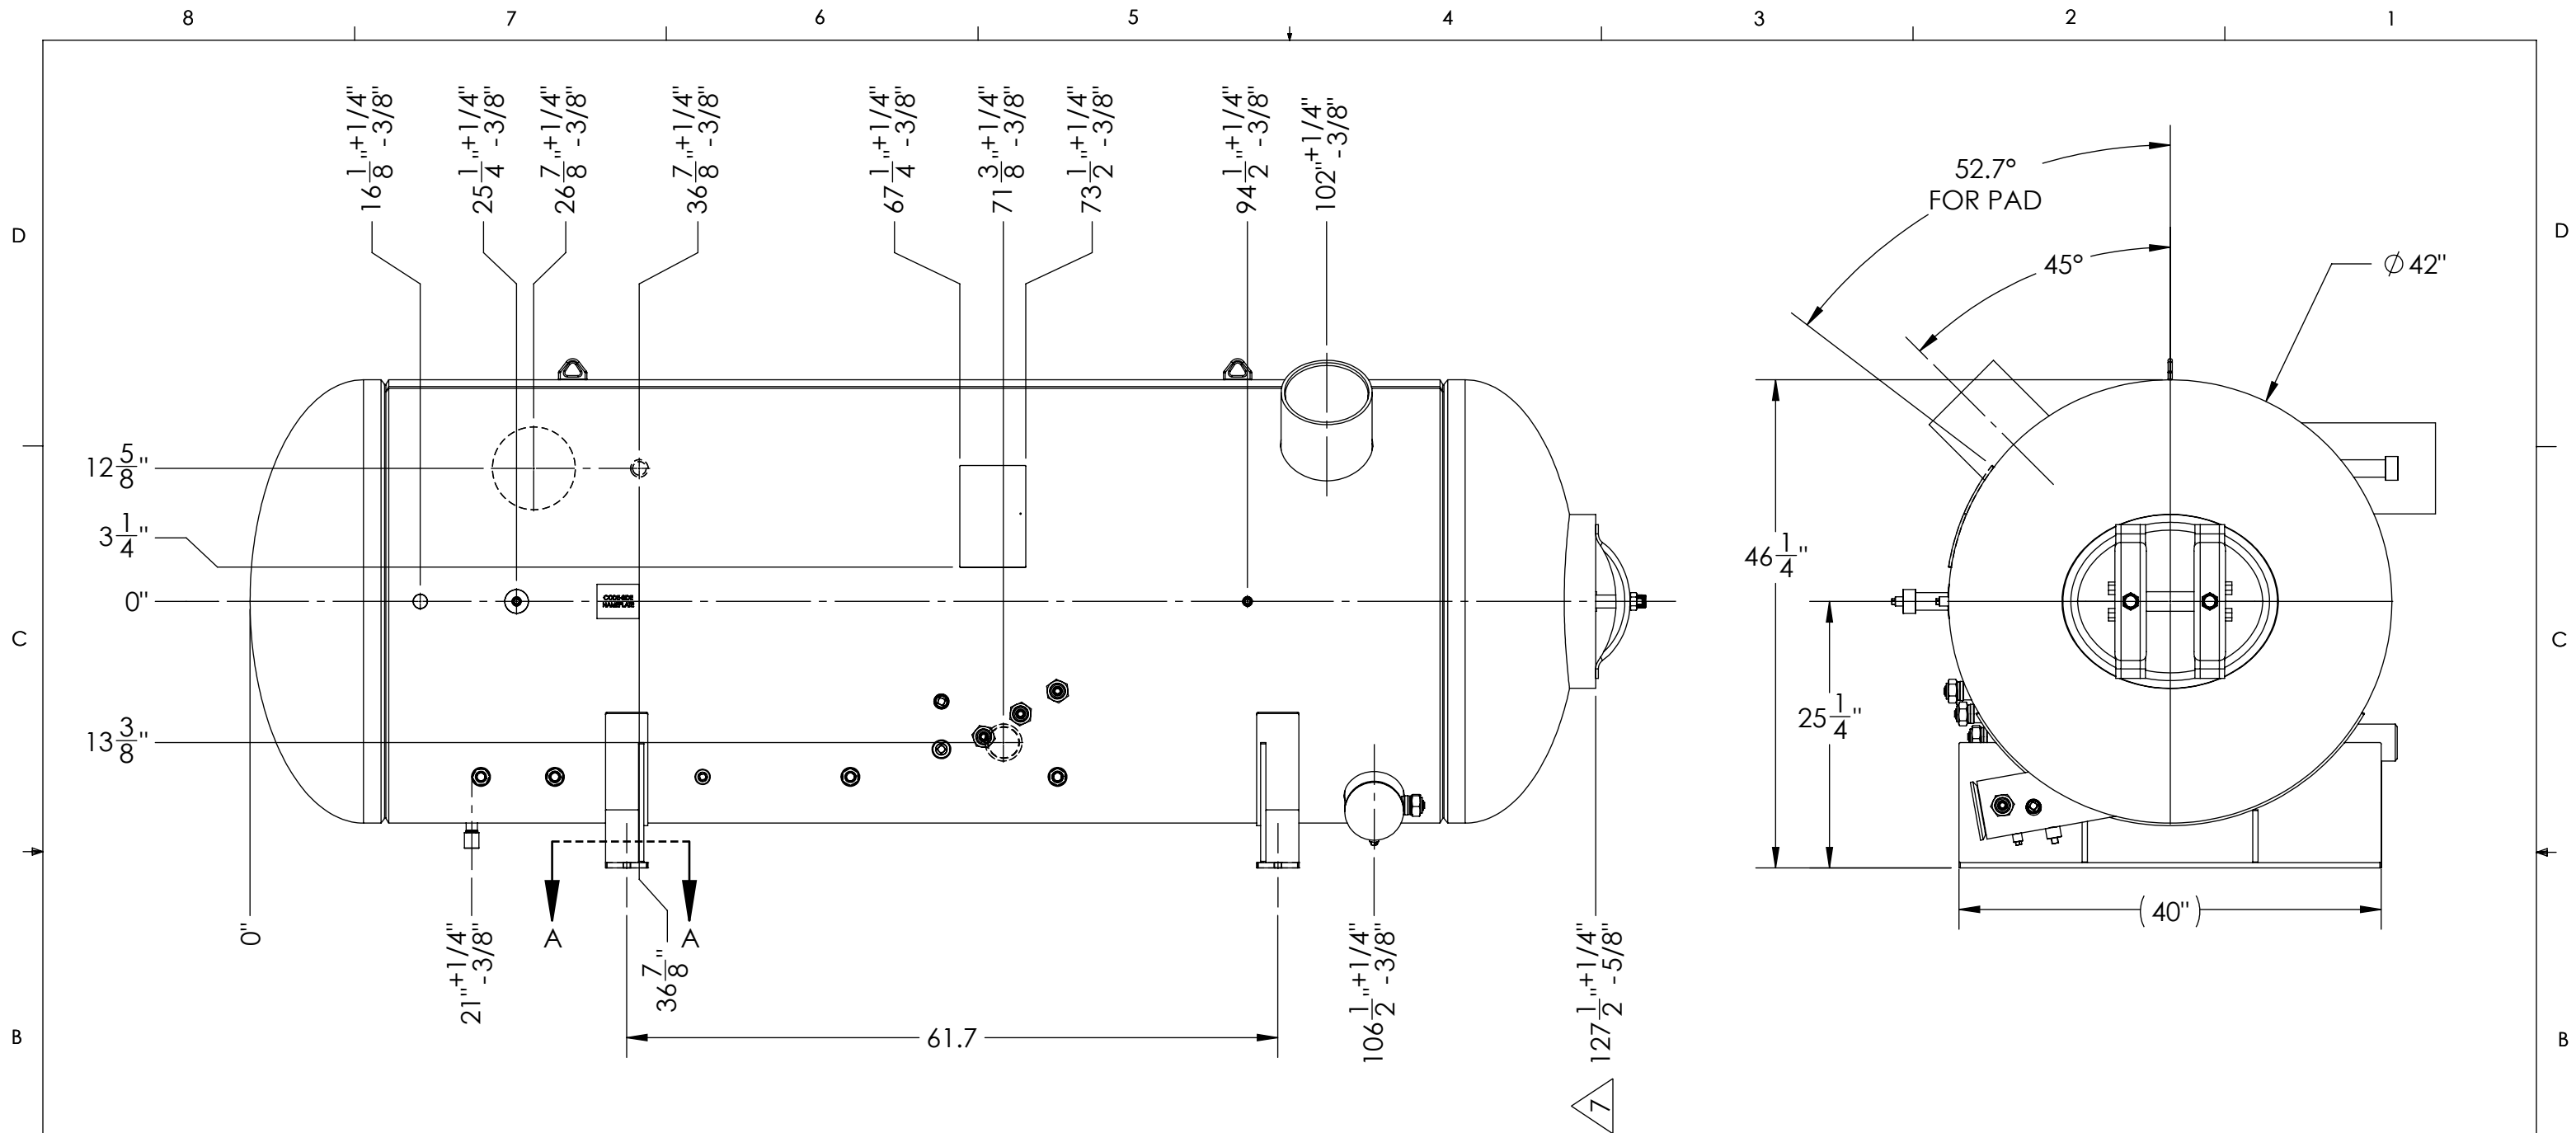 8 7 6 5 4 3 2 1
16 1/8" +1/4" -3/8"
25 1/4" +1/4" -3/8"
26 7/8" +1/4" -3/8"
36 7/8" +1/4" -3/8"
67 1/4" +1/4" -3/8"
71 3/8" +1/4" -3/8"
73 1/2" +1/4" -3/8"
94 1/2" +1/4" -3/8"
102" +1/4" -3/8"
52.7°
FOR PAD
45°
Ø 42"
D
D
12 5/8"
3 1/4"
0"
13 3/8"
CODE-SIDE
NAMEPLATE
46 1/4"
25 1/4"
C
C
(40")
0"
21" +1/4" -3/8"
A
A
36 7/8"
61.7
106 1/2" +1/4" -3/8"
127 1/2" +1/4" -5/8"
7
B
B